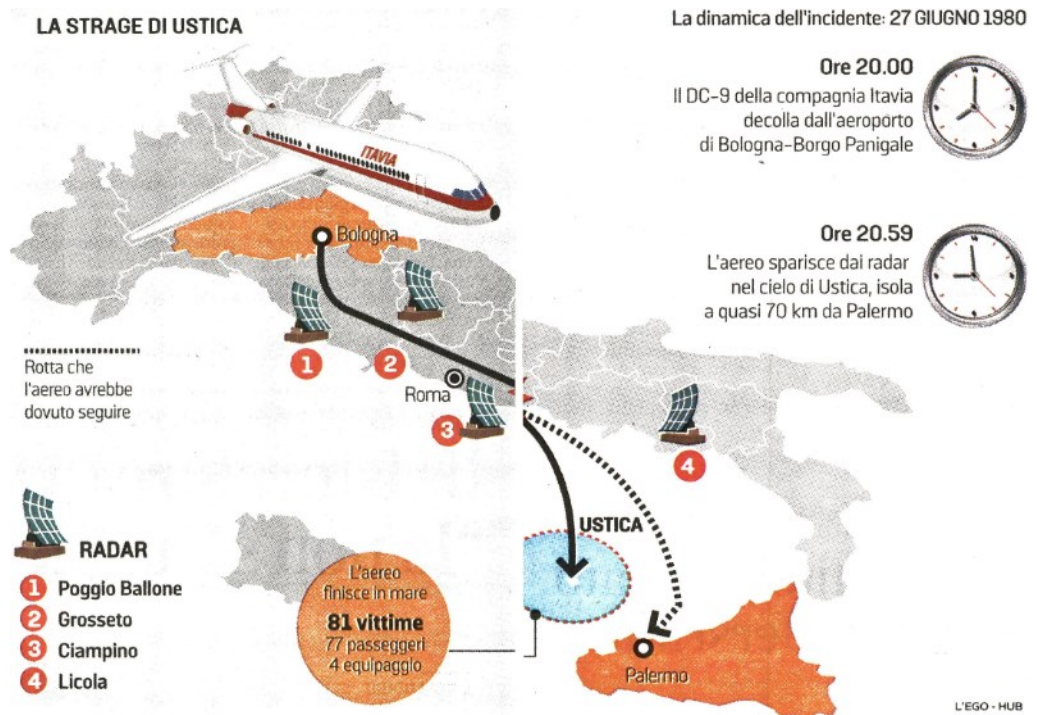 LA STRAGE DI USTICA
La dinamica dell'incidente: 27 GIUGNO 1980
Ore 20.00
Il DC-9 della compagnia Itavia
decolla dall'aeroporto
di Bologna-Borgo Panigale
Ore 20.59
L'aereo sparisce dai radar
nel cielo di Ustica, isola
a quasi 70 km da Palermo
ITAVIA
Bologna
1
2
Roma
3
4
Rotta che
l'aereo avrebbe
dovuto seguire
USTICA
Palermo
RADAR
1 Poggio Ballone
2 Grosseto
3 Ciampino
4 Licola
L'aereo
finisce in mare
81 vittime
77 passeggeri
4 equipaggio
L'EGO - HUB